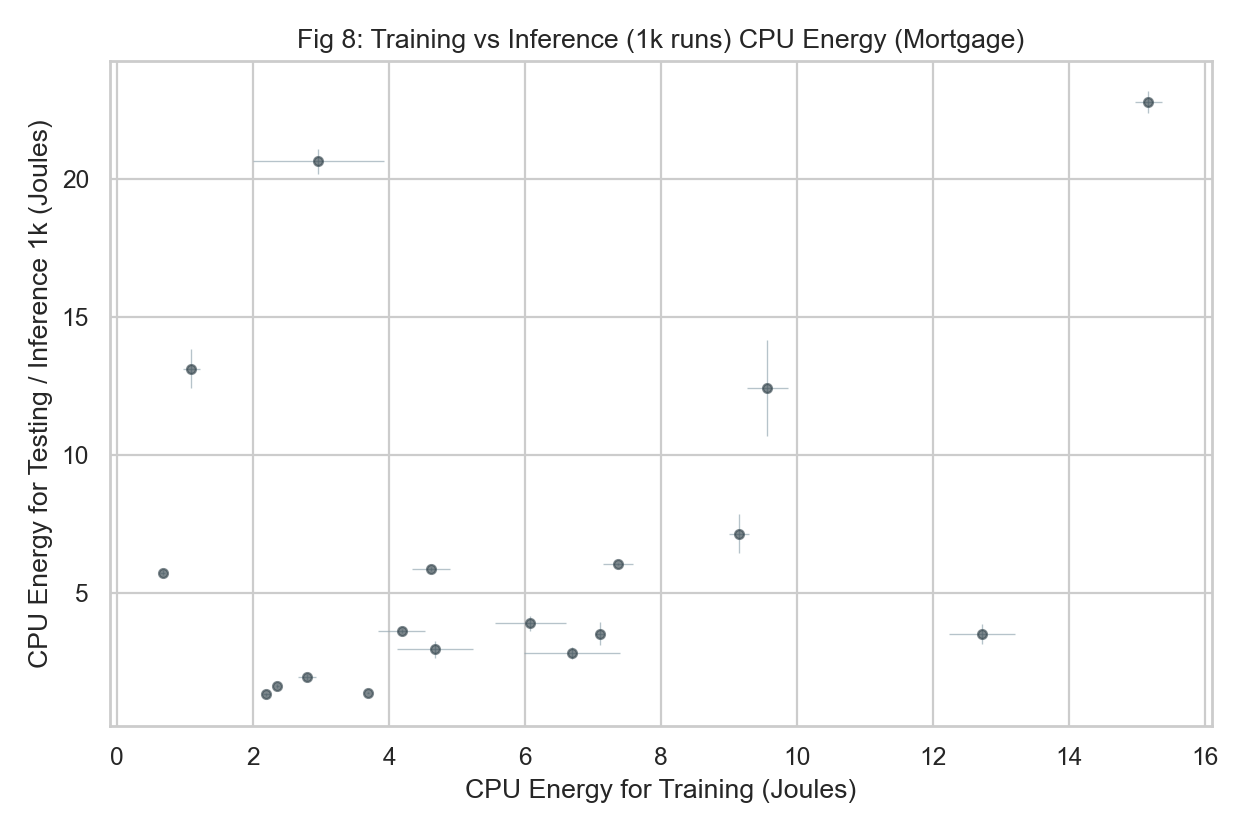 Fig 8: Training vs Inference (1k runs) CPU Energy (Mortgage)
CPU Energy for Testing / Inference 1k (Joules)
20
15
10
5
0 2 4 6 8 10 12 14 16
CPU Energy for Training (Joules)